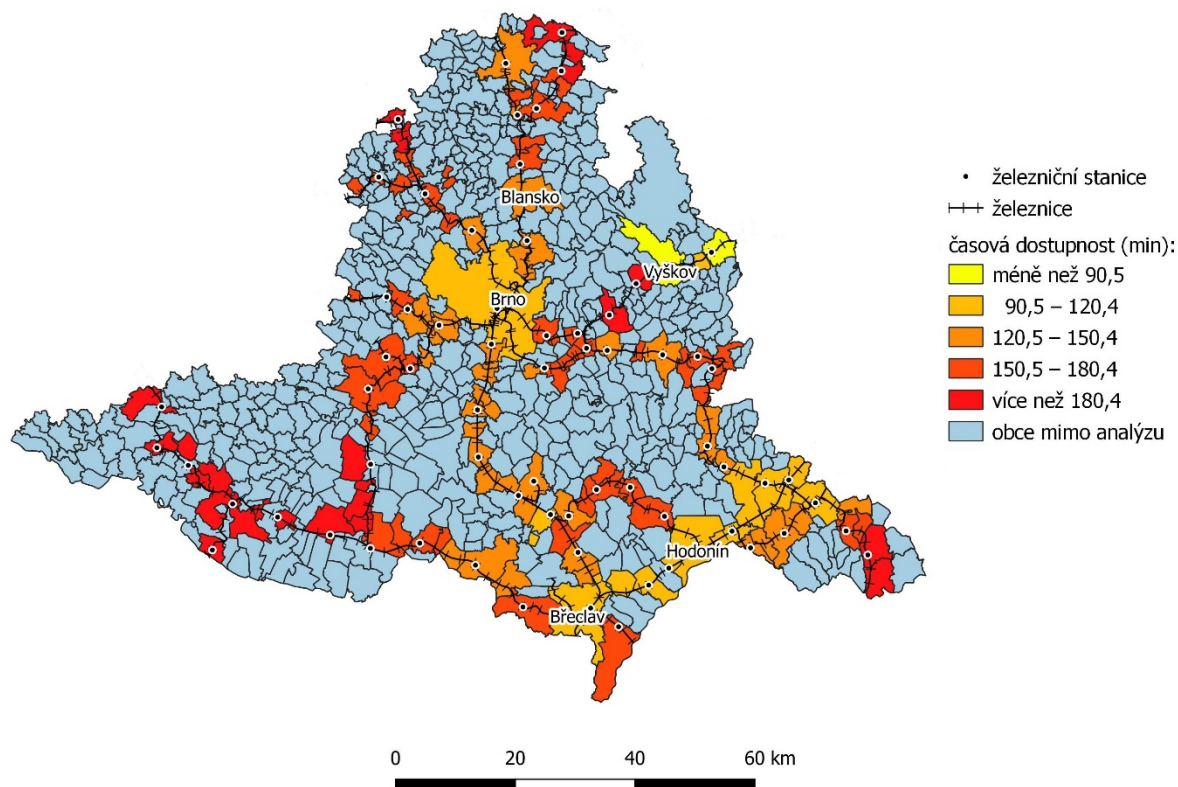 Blansko
Vyškov
Brno
Hodonín
Břeclav
železniční stanice
železnice
časová dostupnost (min):
méně než 90,5
90,5 – 120,4
120,5 – 150,4
150,5 – 180,4
více než 180,4
obce mimo analýzu
0 20 40 60 km